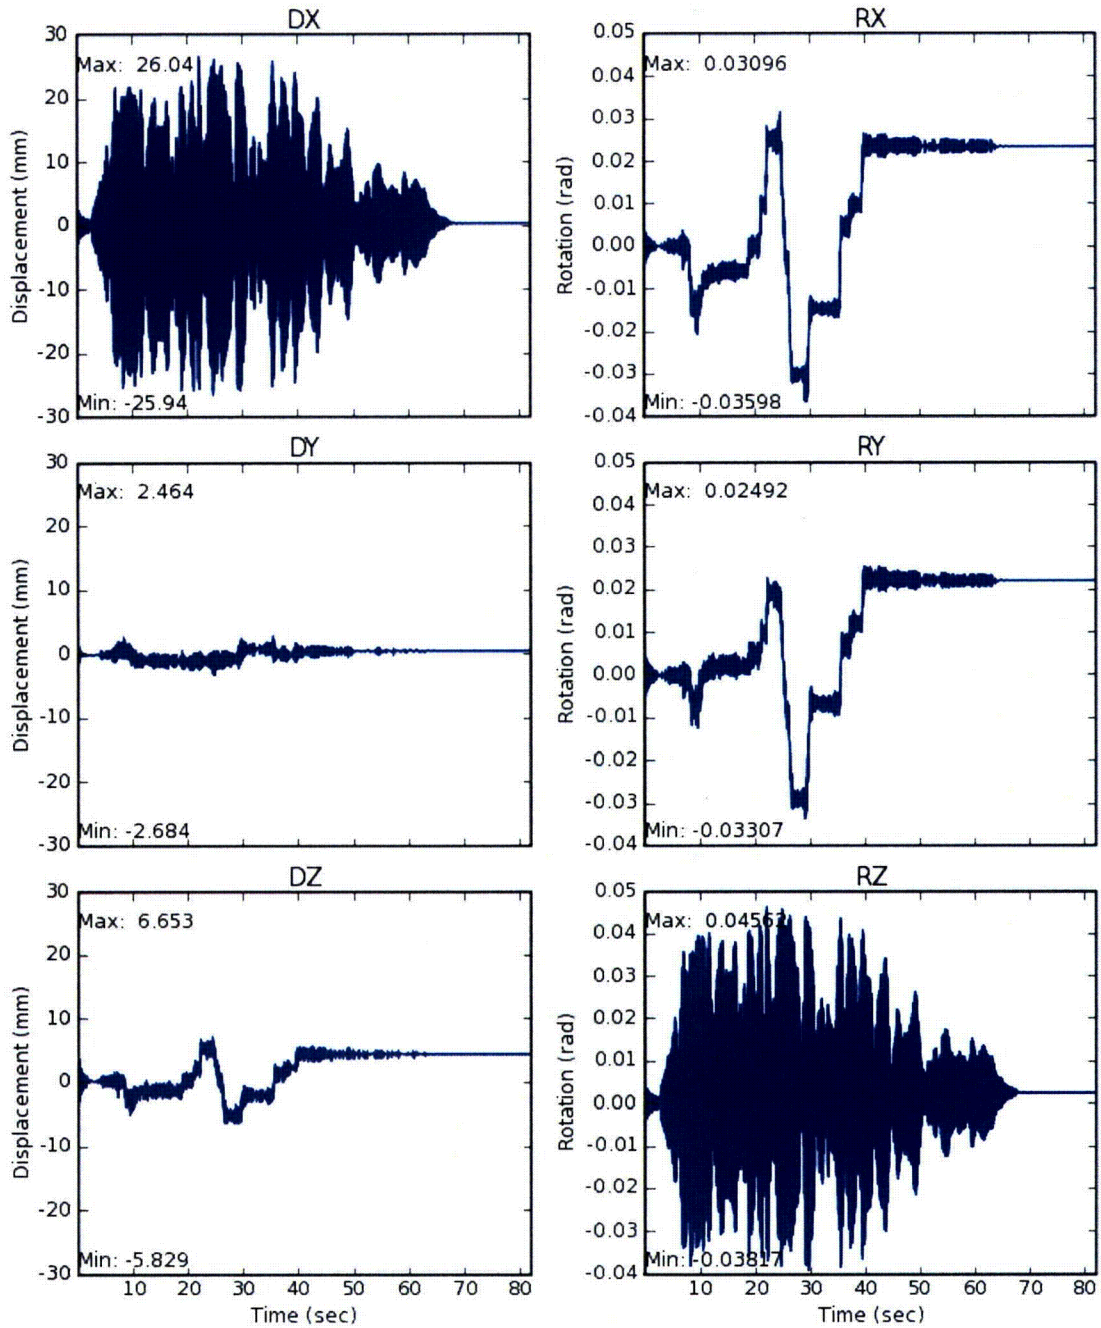 DX
30
20
10
0
-10
-20
-30
Displacement (mm)
Max: 26.04
Min: -25.94
RX
0.05
0.04
0.03
0.02
0.01
0.00
-0.01
-0.02
-0.03
-0.04
Rotation (rad)
Max: 0.03096
Min: -0.03598
DY
30
20
10
0
-10
-20
-30
Displacement (mm)
Max: 2.464
Min: -2.684
RY
0.05
0.04
0.03
0.02
0.01
0.00
-0.01
-0.02
-0.03
-0.04
Rotation (rad)
Max: 0.02492
Min: -0.03307
DZ
30
20
10
0
-10
-20
-30
Displacement (mm)
Max: 6.653
Min: -5.829
10 20 30 40 50 60 70 80
Time (sec)
RZ
0.05
0.04
0.03
0.02
0.01
0.00
-0.01
-0.02
-0.03
-0.04
Rotation (rad)
Max: 0.04562
Min: -0.03817
10 20 30 40 50 60 70 80
Time (sec)